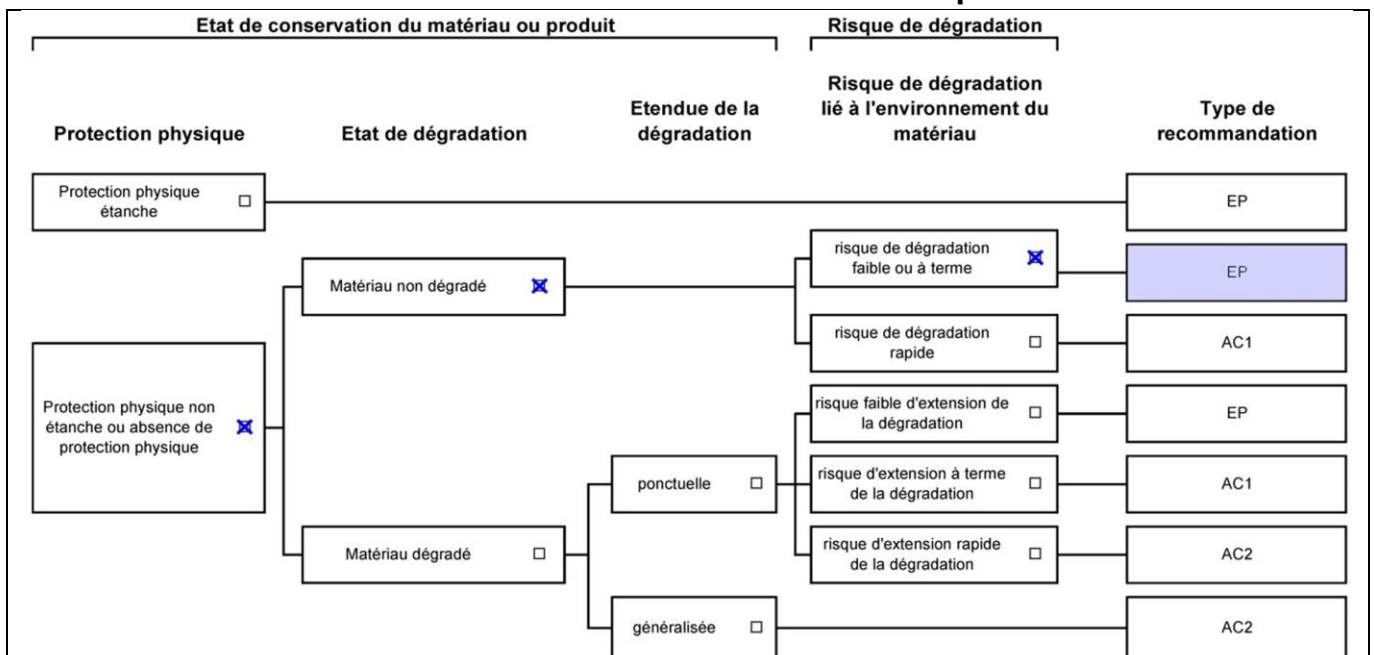 Etat de conservation du matériau ou produit
Risque de dégradation
Protection physique
Etat de dégradation
Etendue de la
dégradation
Risque de dégradation
lié à l'environnement du
matériau
Type de
recommandation
Protection physique
étanche
EP
risque de dégradation
faible ou à terme
EP
Matériau non dégradé
risque de dégradation
rapide
AC1
Protection physique non
étanche ou absence de
protection physique
risque faible d'extension de
la dégradation
EP
ponctuelle
risque d'extension à terme
de la dégradation
AC1
Matériau dégradé
risque d'extension rapide
de la dégradation
AC2
généralisée
AC2